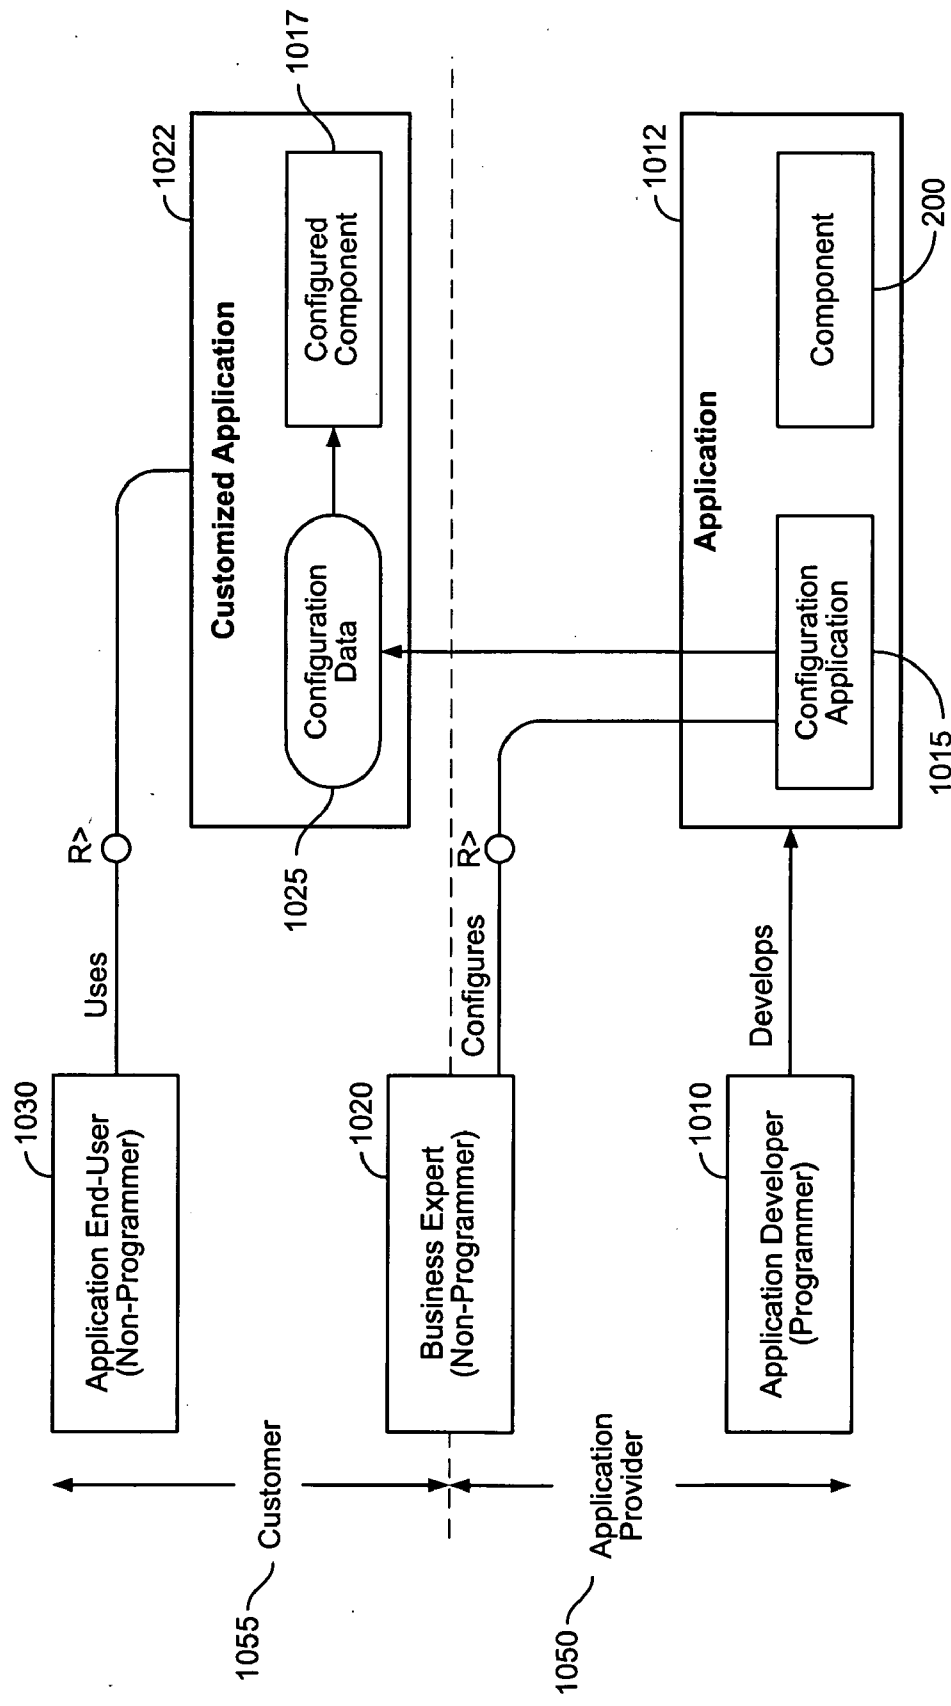 1055
Customer
1050
Application
Provider
1030
Application End-User
(Non-Programmer)
Uses
R>
1022
Customized Application
1025
Configuration
Data
Configured
Component
1017
1020
Business Expert
(Non-Programmer)
Configures
R>
1010
Application Developer
(Programmer)
Develops
1012
Application
Configuration
Application
1015
Component
200